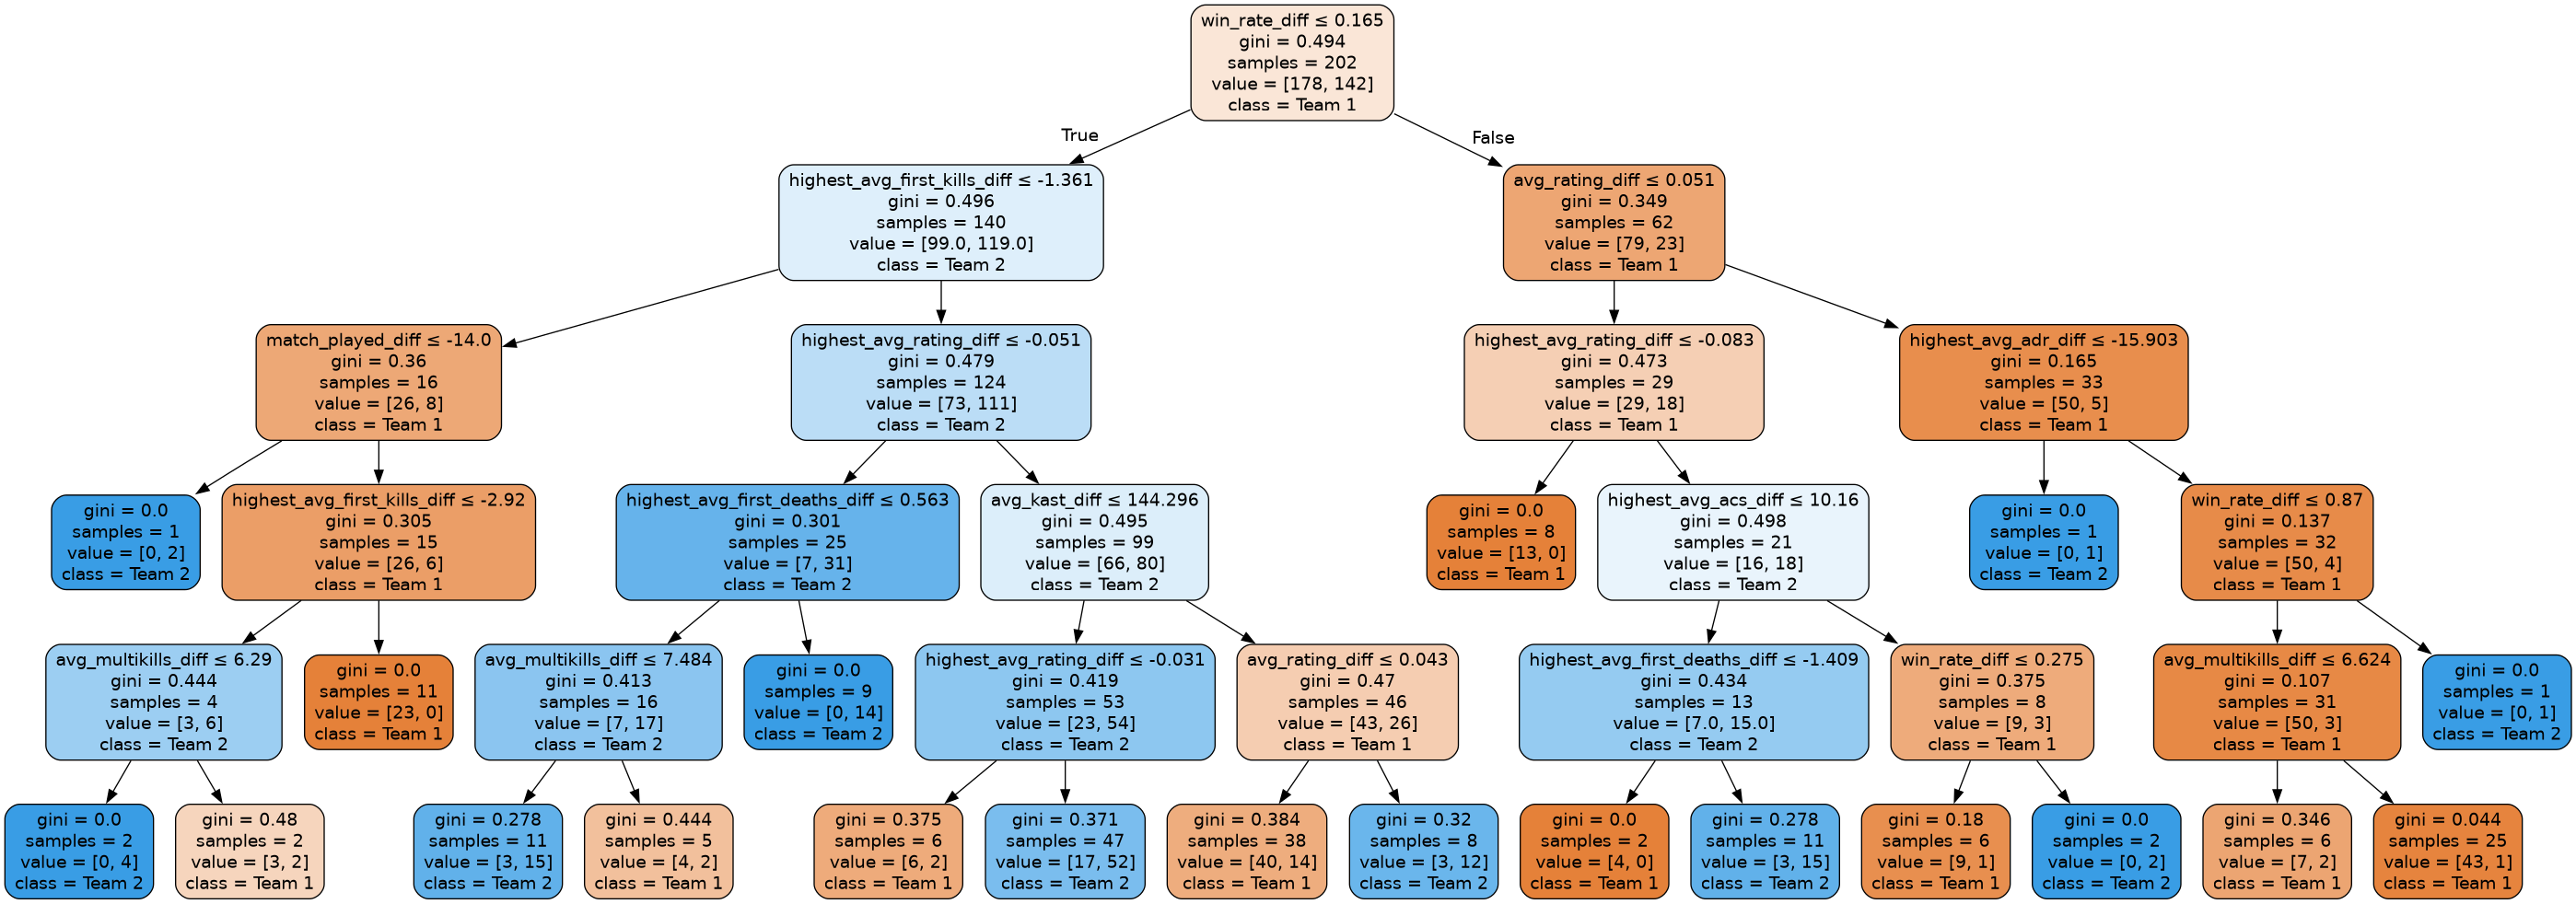 win_rate_diff ≤ 0.165
gini = 0.494
samples = 202
value = [178, 142]
class = Team 1
True
False
highest_avg_first_kills_diff ≤ -1.361
gini = 0.496
samples = 140
value = [99.0, 119.0]
class = Team 2
avg_rating_diff ≤ 0.051
gini = 0.349
samples = 62
value = [79, 23]
class = Team 1
match_played_diff ≤ -14.0
gini = 0.36
samples = 16
value = [26, 8]
class = Team 1
highest_avg_rating_diff ≤ -0.051
gini = 0.479
samples = 124
value = [73, 111]
class = Team 2
highest_avg_rating_diff ≤ -0.083
gini = 0.473
samples = 29
value = [29, 18]
class = Team 1
highest_avg_adr_diff ≤ -15.903
gini = 0.165
samples = 33
value = [50, 5]
class = Team 1
gini = 0.0
samples = 1
value = [0, 2]
class = Team 2
highest_avg_first_kills_diff ≤ -2.92
gini = 0.305
samples = 15
value = [26, 6]
class = Team 1
highest_avg_first_deaths_diff ≤ 0.563
gini = 0.301
samples = 25
value = [7, 31]
class = Team 2
avg_kast_diff ≤ 144.296
gini = 0.495
samples = 99
value = [66, 80]
class = Team 2
gini = 0.0
samples = 8
value = [13, 0]
class = Team 1
highest_avg_acs_diff ≤ 10.16
gini = 0.498
samples = 21
value = [16, 18]
class = Team 2
gini = 0.0
samples = 1
value = [0, 1]
class = Team 2
win_rate_diff ≤ 0.87
gini = 0.137
samples = 32
value = [50, 4]
class = Team 1
avg_multikills_diff ≤ 6.29
gini = 0.444
samples = 4
value = [3, 6]
class = Team 2
gini = 0.0
samples = 11
value = [23, 0]
class = Team 1
avg_multikills_diff ≤ 7.484
gini = 0.413
samples = 16
value = [7, 17]
class = Team 2
gini = 0.0
samples = 9
value = [0, 14]
class = Team 2
highest_avg_rating_diff ≤ -0.031
gini = 0.419
samples = 53
value = [23, 54]
class = Team 2
avg_rating_diff ≤ 0.043
gini = 0.47
samples = 46
value = [43, 26]
class = Team 1
highest_avg_first_deaths_diff ≤ -1.409
gini = 0.434
samples = 13
value = [7.0, 15.0]
class = Team 2
win_rate_diff ≤ 0.275
gini = 0.375
samples = 8
value = [9, 3]
class = Team 1
avg_multikills_diff ≤ 6.624
gini = 0.107
samples = 31
value = [50, 3]
class = Team 1
gini = 0.0
samples = 1
value = [0, 1]
class = Team 2
gini = 0.0
samples = 2
value = [0, 4]
class = Team 2
gini = 0.48
samples = 2
value = [3, 2]
class = Team 1
gini = 0.278
samples = 11
value = [3, 15]
class = Team 2
gini = 0.444
samples = 5
value = [4, 2]
class = Team 1
gini = 0.375
samples = 6
value = [6, 2]
class = Team 1
gini = 0.371
samples = 47
value = [17, 52]
class = Team 2
gini = 0.384
samples = 38
value = [40, 14]
class = Team 1
gini = 0.32
samples = 8
value = [3, 12]
class = Team 2
gini = 0.0
samples = 2
value = [4, 0]
class = Team 1
gini = 0.278
samples = 11
value = [3, 15]
class = Team 2
gini = 0.18
samples = 6
value = [9, 1]
class = Team 1
gini = 0.0
samples = 2
value = [0, 2]
class = Team 2
gini = 0.346
samples = 6
value = [7, 2]
class = Team 1
gini = 0.044
samples = 25
value = [43, 1]
class = Team 1